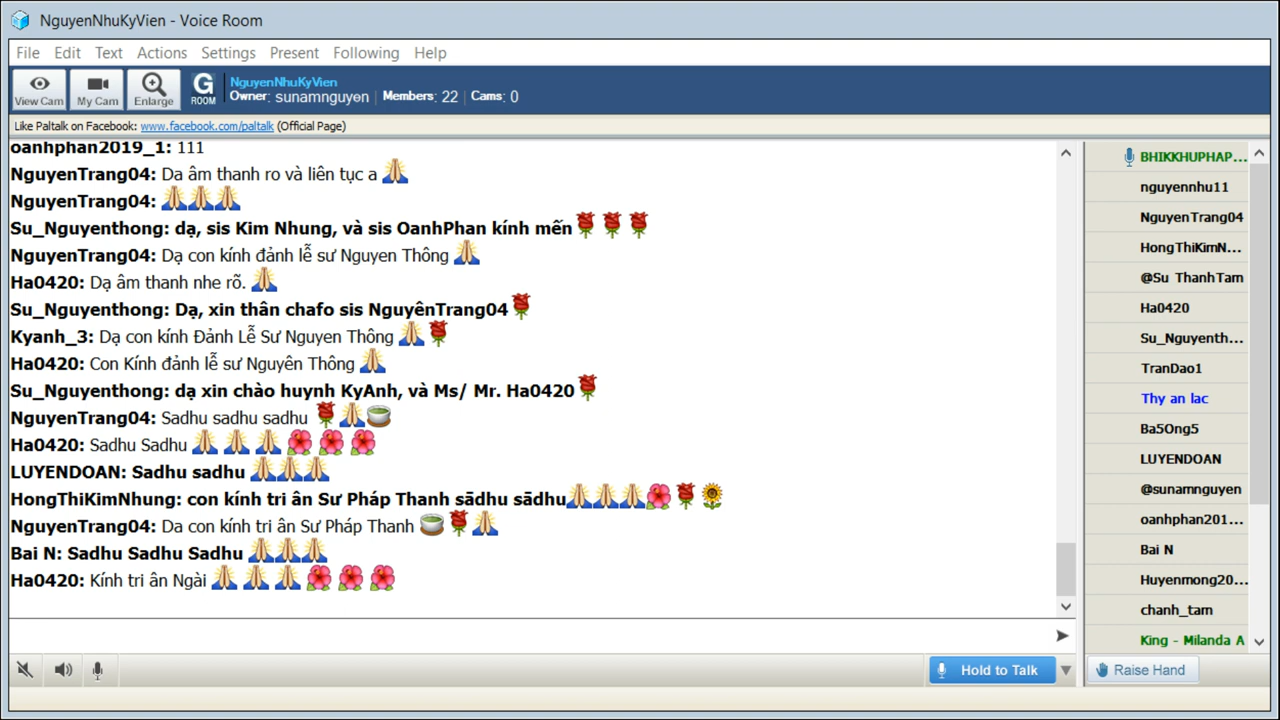 NguyenNhuKyVien - Voice Room
File Edit Text Actions Settings Present Following Help
View Cam My Cam Enlarge G ROOM
NguyenNhuKyVien
Owner: sunamnguyen | Members: 22 | Cams: 0
Like Paltalk on Facebook: www.facebook.com/paltalk (Official Page)
oanhphan2019_1: 111
NguyenTrang04: Da âm thanh ro và liên tục a 🙏
NguyenTrang04: 🙏🙏🙏
Su_Nguyenthong: dạ, sis Kim Nhung, và sis OanhPhan kính mến🌹🌹🌹
NguyenTrang04: Dạ con kính đảnh lễ sư Nguyen Thông 🙏
Ha0420: Dạ âm thanh nhe rõ. 🙏
Su_Nguyenthong: Dạ, xin thân chafo sis NguyênTrang04🌹
Kyanh_3: Dạ con kính Đảnh Lễ Sư Nguyen Thông 🙏🌹
Ha0420: Con Kính đảnh lễ sư Nguyên Thông 🙏
Su_Nguyenthong: dạ xin chào huynh KyAnh, và Ms/ Mr. Ha0420🌹
NguyenTrang04: Sadhu sadhu sadhu 🌹🙏🍵
Ha0420: Sadhu Sadhu 🙏 🙏 🙏🌺🌺🌺
LUYENDOAN: Sadhu sadhu 🙏🙏🙏
HongThiKimNhung: con kính tri ân Sư Pháp Thanh sādhu sādhu🙏🙏🙏🌺🌹🌻
NguyenTrang04: Da con kính tri ân Sư Pháp Thanh 🍵🌹🙏
Bai N: Sadhu Sadhu Sadhu 🙏🙏🙏
Ha0420: Kính tri ân Ngài 🙏 🙏 🙏🌺🌺🌺
Hold to Talk
BHIKKHUPHAP...
nguyennhu11
NguyenTrang04
HongThiKimN...
@Su ThanhTam
Ha0420
Su_Nguyenth...
TranDao1
Thy an lac
Ba5Ong5
LUYENDOAN
@sunamnguyen
oanhphan201...
Bai N
Huyenmong20...
chanh_tam
King - Milanda A
Raise Hand